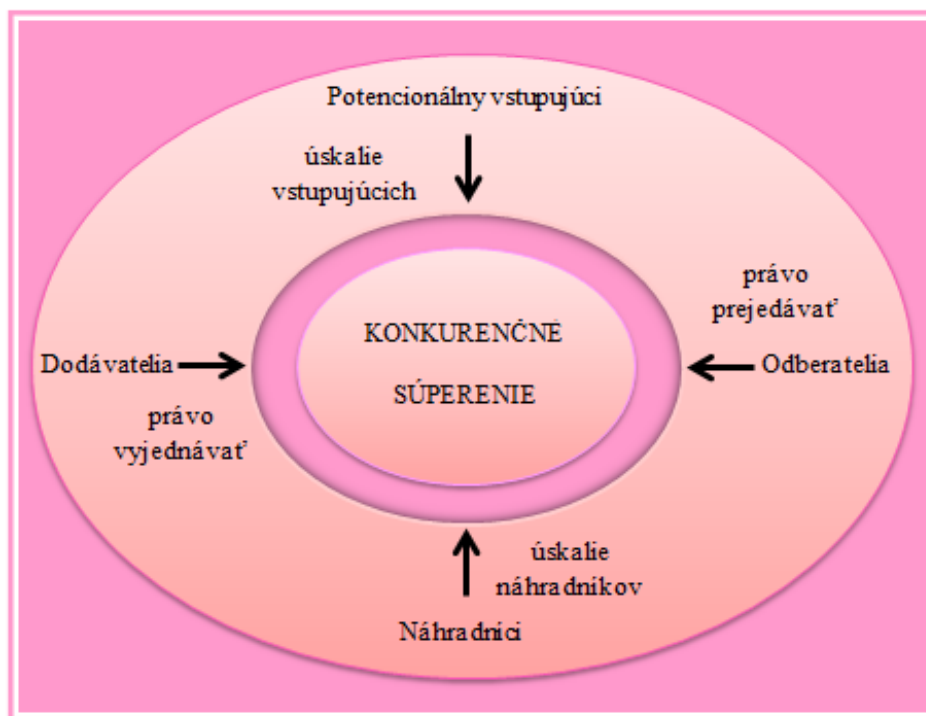 Potencionálny vstupujúci
úskalie
vstupujúcich
právo
prejedávať
KONKURENČNÉ
SÚPERENIE
Dodávatelia
Odberatelia
právo
vyjednávať
úskalie
náhradníkov
Náhradníci